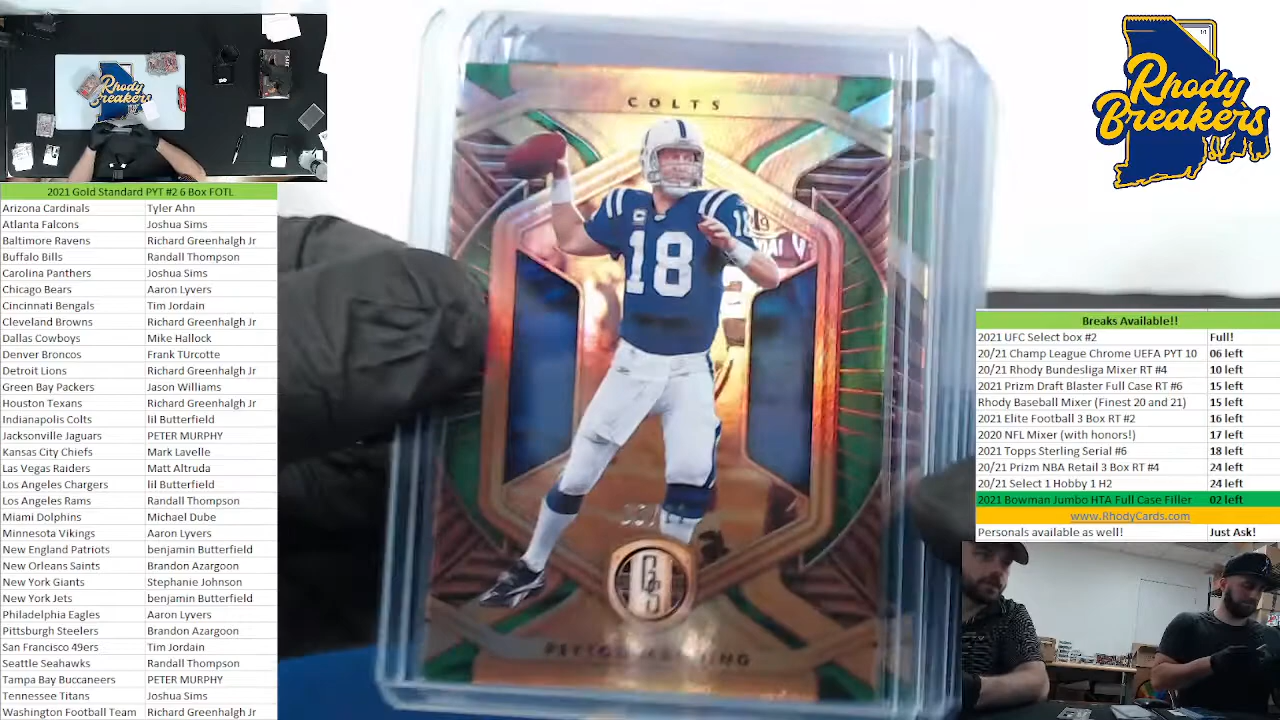 Rhody
Breakers
2021 Gold Standard PYT #2 6 Box FOTL
Arizona Cardinals Tyler Ahn
Atlanta Falcons Joshua Sims
Baltimore Ravens Richard Greenhalgh Jr
Buffalo Bills Randall Thompson
Carolina Panthers Joshua Sims
Chicago Bears Aaron Lyvers
Cincinnati Bengals Tim Jordain
Cleveland Browns Richard Greenhalgh Jr
Dallas Cowboys Mike Hallock
Denver Broncos Frank TUrcotte
Detroit Lions Richard Greenhalgh Jr
Green Bay Packers Jason Williams
Houston Texans Richard Greenhalgh Jr
Indianapolis Colts lil Butterfield
Jacksonville Jaguars PETER MURPHY
Kansas City Chiefs Mark Lavelle
Las Vegas Raiders Matt Altruda
Los Angeles Chargers lil Butterfield
Los Angeles Rams Randall Thompson
Miami Dolphins Michael Dube
Minnesota Vikings Aaron Lyvers
New England Patriots benjamin Butterfield
New Orleans Saints Brandon Azargoon
New York Giants Stephanie Johnson
New York Jets benjamin Butterfield
Philadelphia Eagles Aaron Lyvers
Pittsburgh Steelers Brandon Azargoon
San Francisco 49ers Tim Jordain
Seattle Seahawks Randall Thompson
Tampa Bay Buccaneers PETER MURPHY
Tennessee Titans Joshua Sims
Washington Football Team Richard Greenhalgh Jr
COLTS
18
18
GS
PEYTON MANNING
Rhody
Breakers
1/1
Breaks Available!!
2021 UFC Select box #2 Full!
20/21 Champ League Chrome UEFA PYT 10 06 left
20/21 Rhody Bundesliga Mixer RT #4 10 left
2021 Prizm Draft Blaster Full Case RT #6 15 left
Rhody Baseball Mixer (Finest 20 and 21) 15 left
2021 Elite Football 3 Box RT #2 16 left
2020 NFL Mixer (with honors!) 17 left
2021 Topps Sterling Serial #6 18 left
20/21 Prizm NBA Retail 3 Box RT #4 24 left
20/21 Select 1 Hobby 1 H2 24 left
2021 Bowman Jumbo HTA Full Case Filler 02 left
www.RhodyCards.com
Personals available as well! Just Ask!